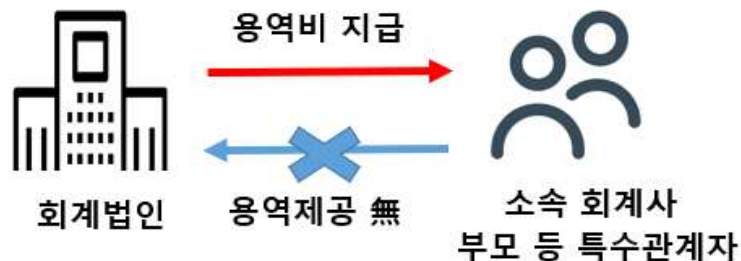 용역비 지급
회계법인
용역제공 無
소속 회계사
부모 등 특수관계자